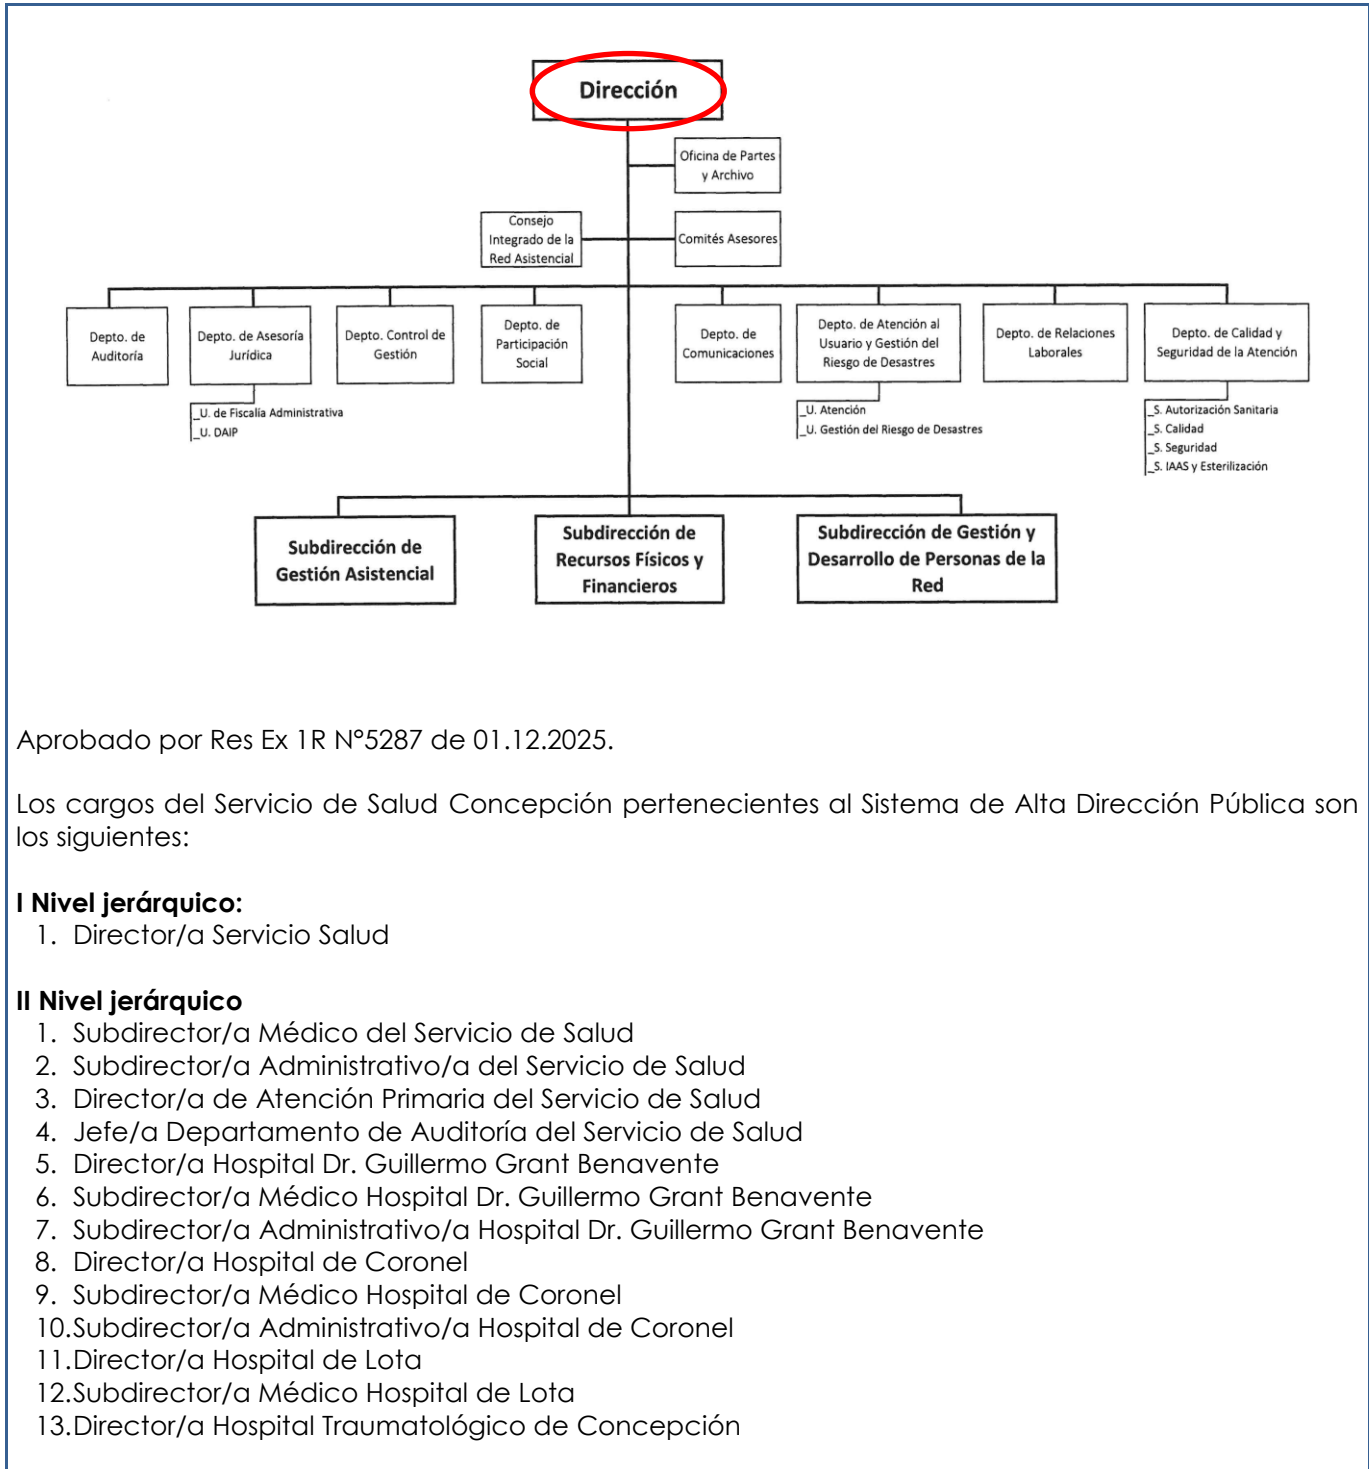 Dirección
Oficina de Partes
y Archivo
Consejo
Integrado de la
Red Asistencial
Comités Asesores
Depto. de
Auditoría
Depto. de Asesoría
Jurídica
_U. de Fiscalía Administrativa
_U. DAIP
Depto. Control de
Gestión
Depto. de
Participación
Social
Depto. de
Comunicaciones
Depto. de Atención al
Usuario y Gestión del
Riesgo de Desastres
_U. Atención
_U. Gestión del Riesgo de Desastres
Depto. de Relaciones
Laborales
Depto. de Calidad y
Seguridad de la Atención
_S. Autorización Sanitaria
_S. Calidad
_S. Seguridad
_S. IAAS y Esterilización
Subdirección de
Gestión Asistencial
Subdirección de
Recursos Físicos y
Financieros
Subdirección de Gestión y
Desarrollo de Personas de la
Red
Aprobado por Res Ex 1R N°5287 de 01.12.2025.
Los cargos del Servicio de Salud Concepción pertenecientes al Sistema de Alta Dirección Pública son
los siguientes:
I Nivel jerárquico:
1. Director/a Servicio Salud
II Nivel jerárquico
1. Subdirector/a Médico del Servicio de Salud
2. Subdirector/a Administrativo/a del Servicio de Salud
3. Director/a de Atención Primaria del Servicio de Salud
4. Jefe/a Departamento de Auditoría del Servicio de Salud
5. Director/a Hospital Dr. Guillermo Grant Benavente
6. Subdirector/a Médico Hospital Dr. Guillermo Grant Benavente
7. Subdirector/a Administrativo/a Hospital Dr. Guillermo Grant Benavente
8. Director/a Hospital de Coronel
9. Subdirector/a Médico Hospital de Coronel
10.Subdirector/a Administrativo/a Hospital de Coronel
11.Director/a Hospital de Lota
12.Subdirector/a Médico Hospital de Lota
13.Director/a Hospital Traumatológico de Concepción